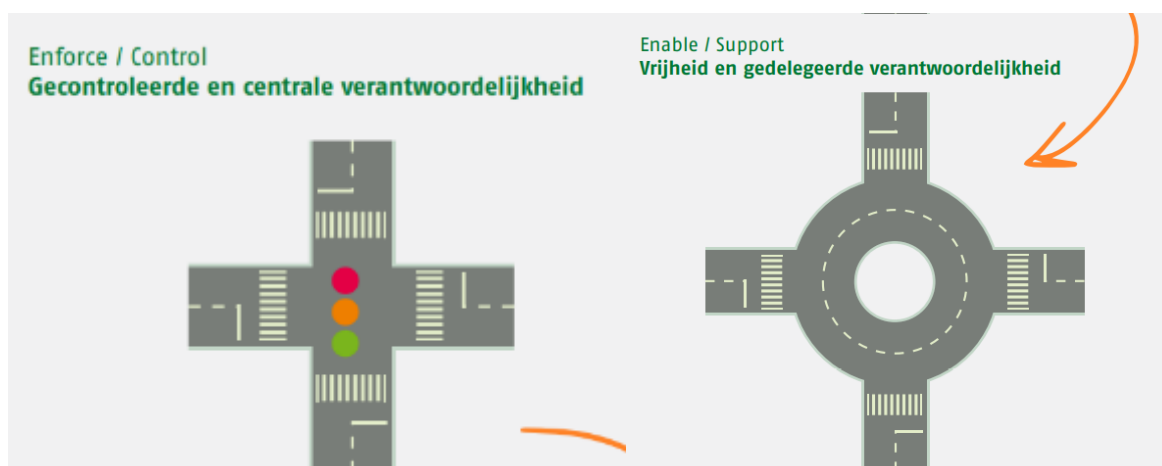 Enforce / Control
Gecontroleerde en centrale verantwoordelijkheid
Enable / Support
Vrijheid en gedelegeerde verantwoordelijkheid